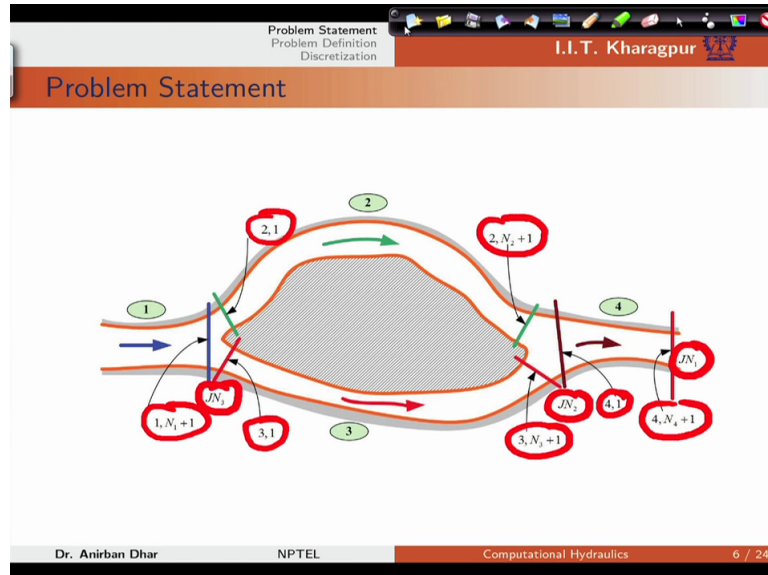 Problem Statement
Problem Definition
Discretization
I.I.T. Kharagpur
Problem Statement
2
2,1
2, N₂ +1
1
4
JN₁
JN₃
1, N₁ +1
3,1
3
JN₂
4,1
3, N₃ +1
4, N₄ +1
Dr. Anirban Dhar NPTEL Computational Hydraulics 6 / 24